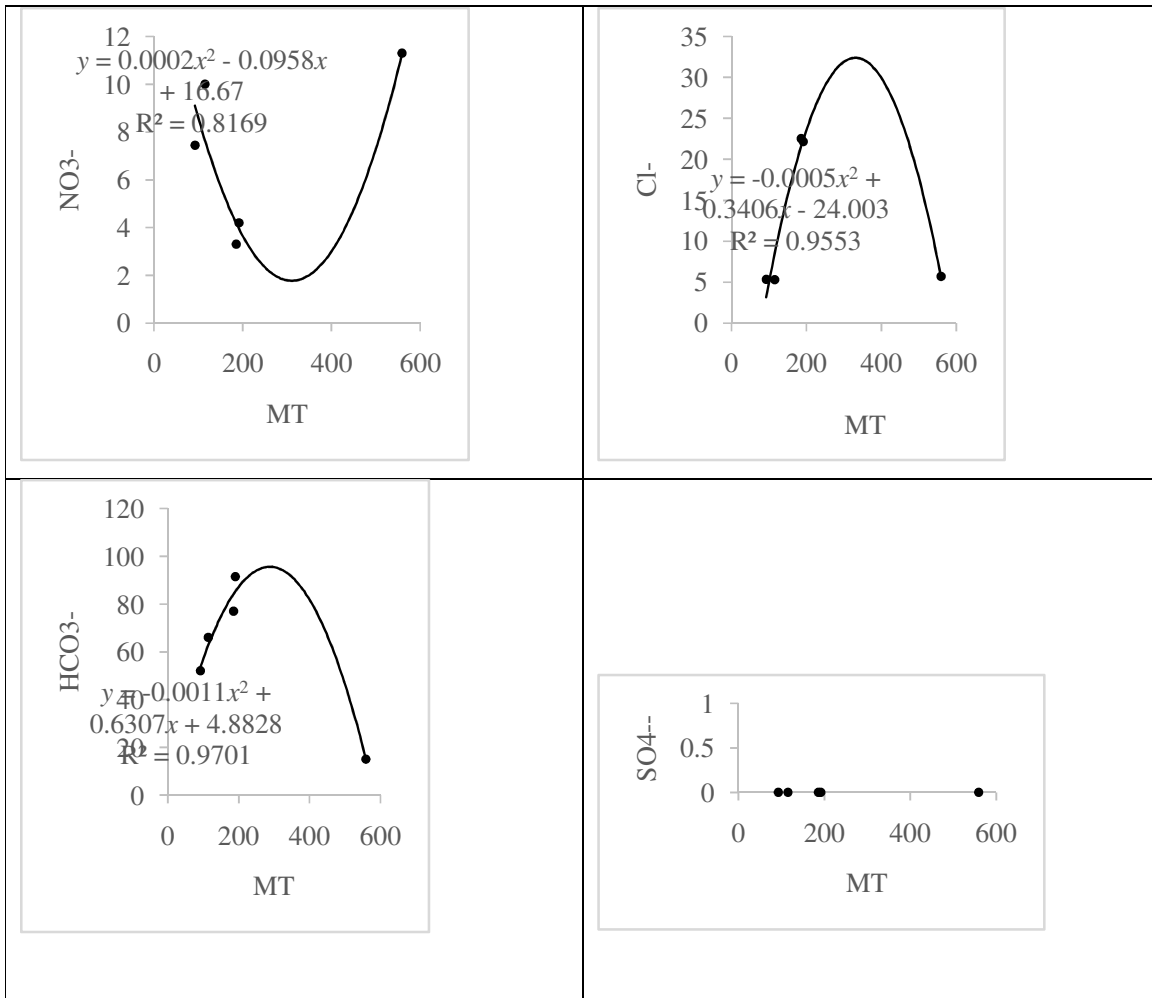 12
10
8
6
4
2
0
NO3-
y = 0.0002x² - 0.0958x
+ 16.67
R² = 0.8169
0 200 400 600
MT
35
30
25
20
15
10
5
0
Cl-
y = -0.0005x² +
0.3406x - 24.003
R² = 0.9553
0 200 400 600
MT
120
100
80
60
40
20
0
HCO3-
y = -0.0011x² +
0.6307x + 4.8828
R² = 0.9701
0 200 400 600
MT
1
0.5
0
SO4--
0 200 400 600
MT